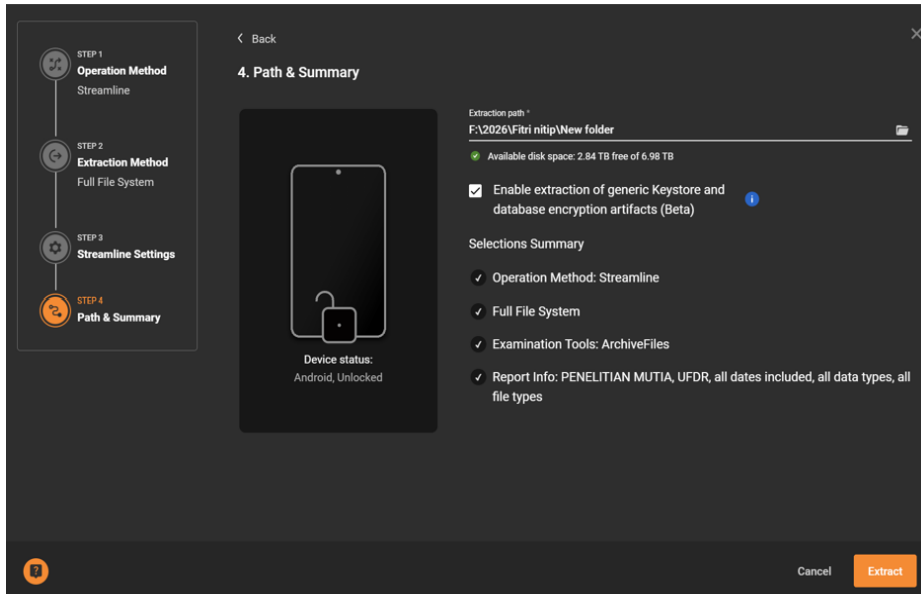 STEP 1
Operation Method
Streamline
STEP 2
Extraction Method
Full File System
STEP 3
Streamline Settings
STEP 4
Path & Summary
Back
4. Path & Summary
Device status:
Android, Unlocked
Extraction path *
F:\2026\Fitri nitip\New folder
Available disk space: 2.84 TB free of 6.98 TB
Enable extraction of generic Keystore and
database encryption artifacts (Beta)
Selections Summary
Operation Method: Streamline
Full File System
Examination Tools: ArchiveFiles
Report Info: PENELITIAN MUTIA, UFDR, all dates included, all data types, all
file types
Cancel
Extract